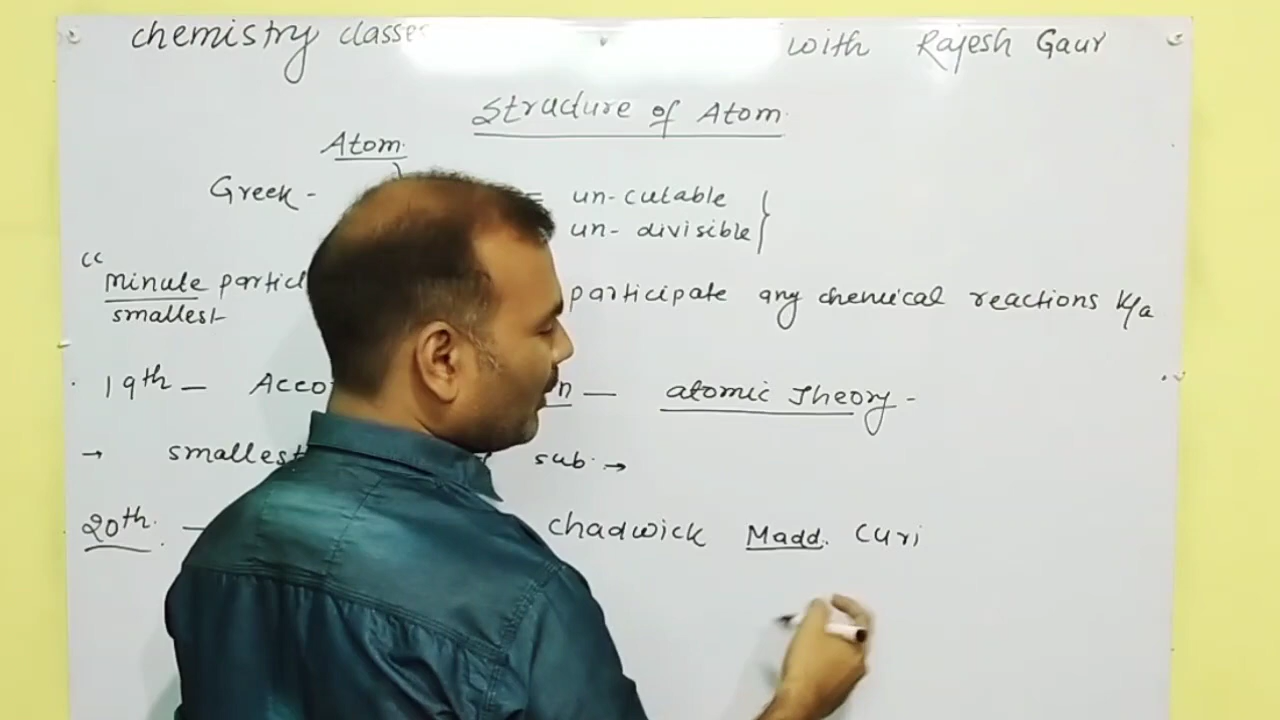 chemistry classes with Rajesh Gaur
Structure of Atom
Atom
Greek - = un-cutable
un- divisible
minute particl participate any chemical reactions K/a
smallest
19th - Acco n - atomic Theory -
→ smallest sub. →
20th. - chadwick Madd. Curi